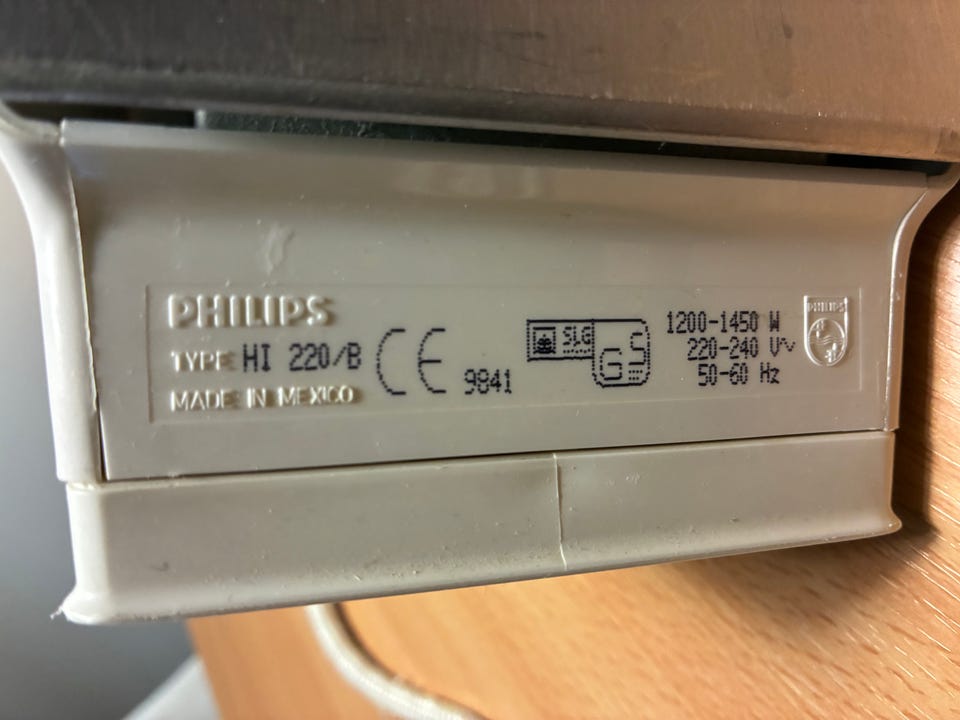 PHILIPS
TYPE HI 220/B
MADE IN MEXICO
CE
9841
SLG
GS
1200-1450 W
220-240 V~
50-60 Hz
PHILIPS